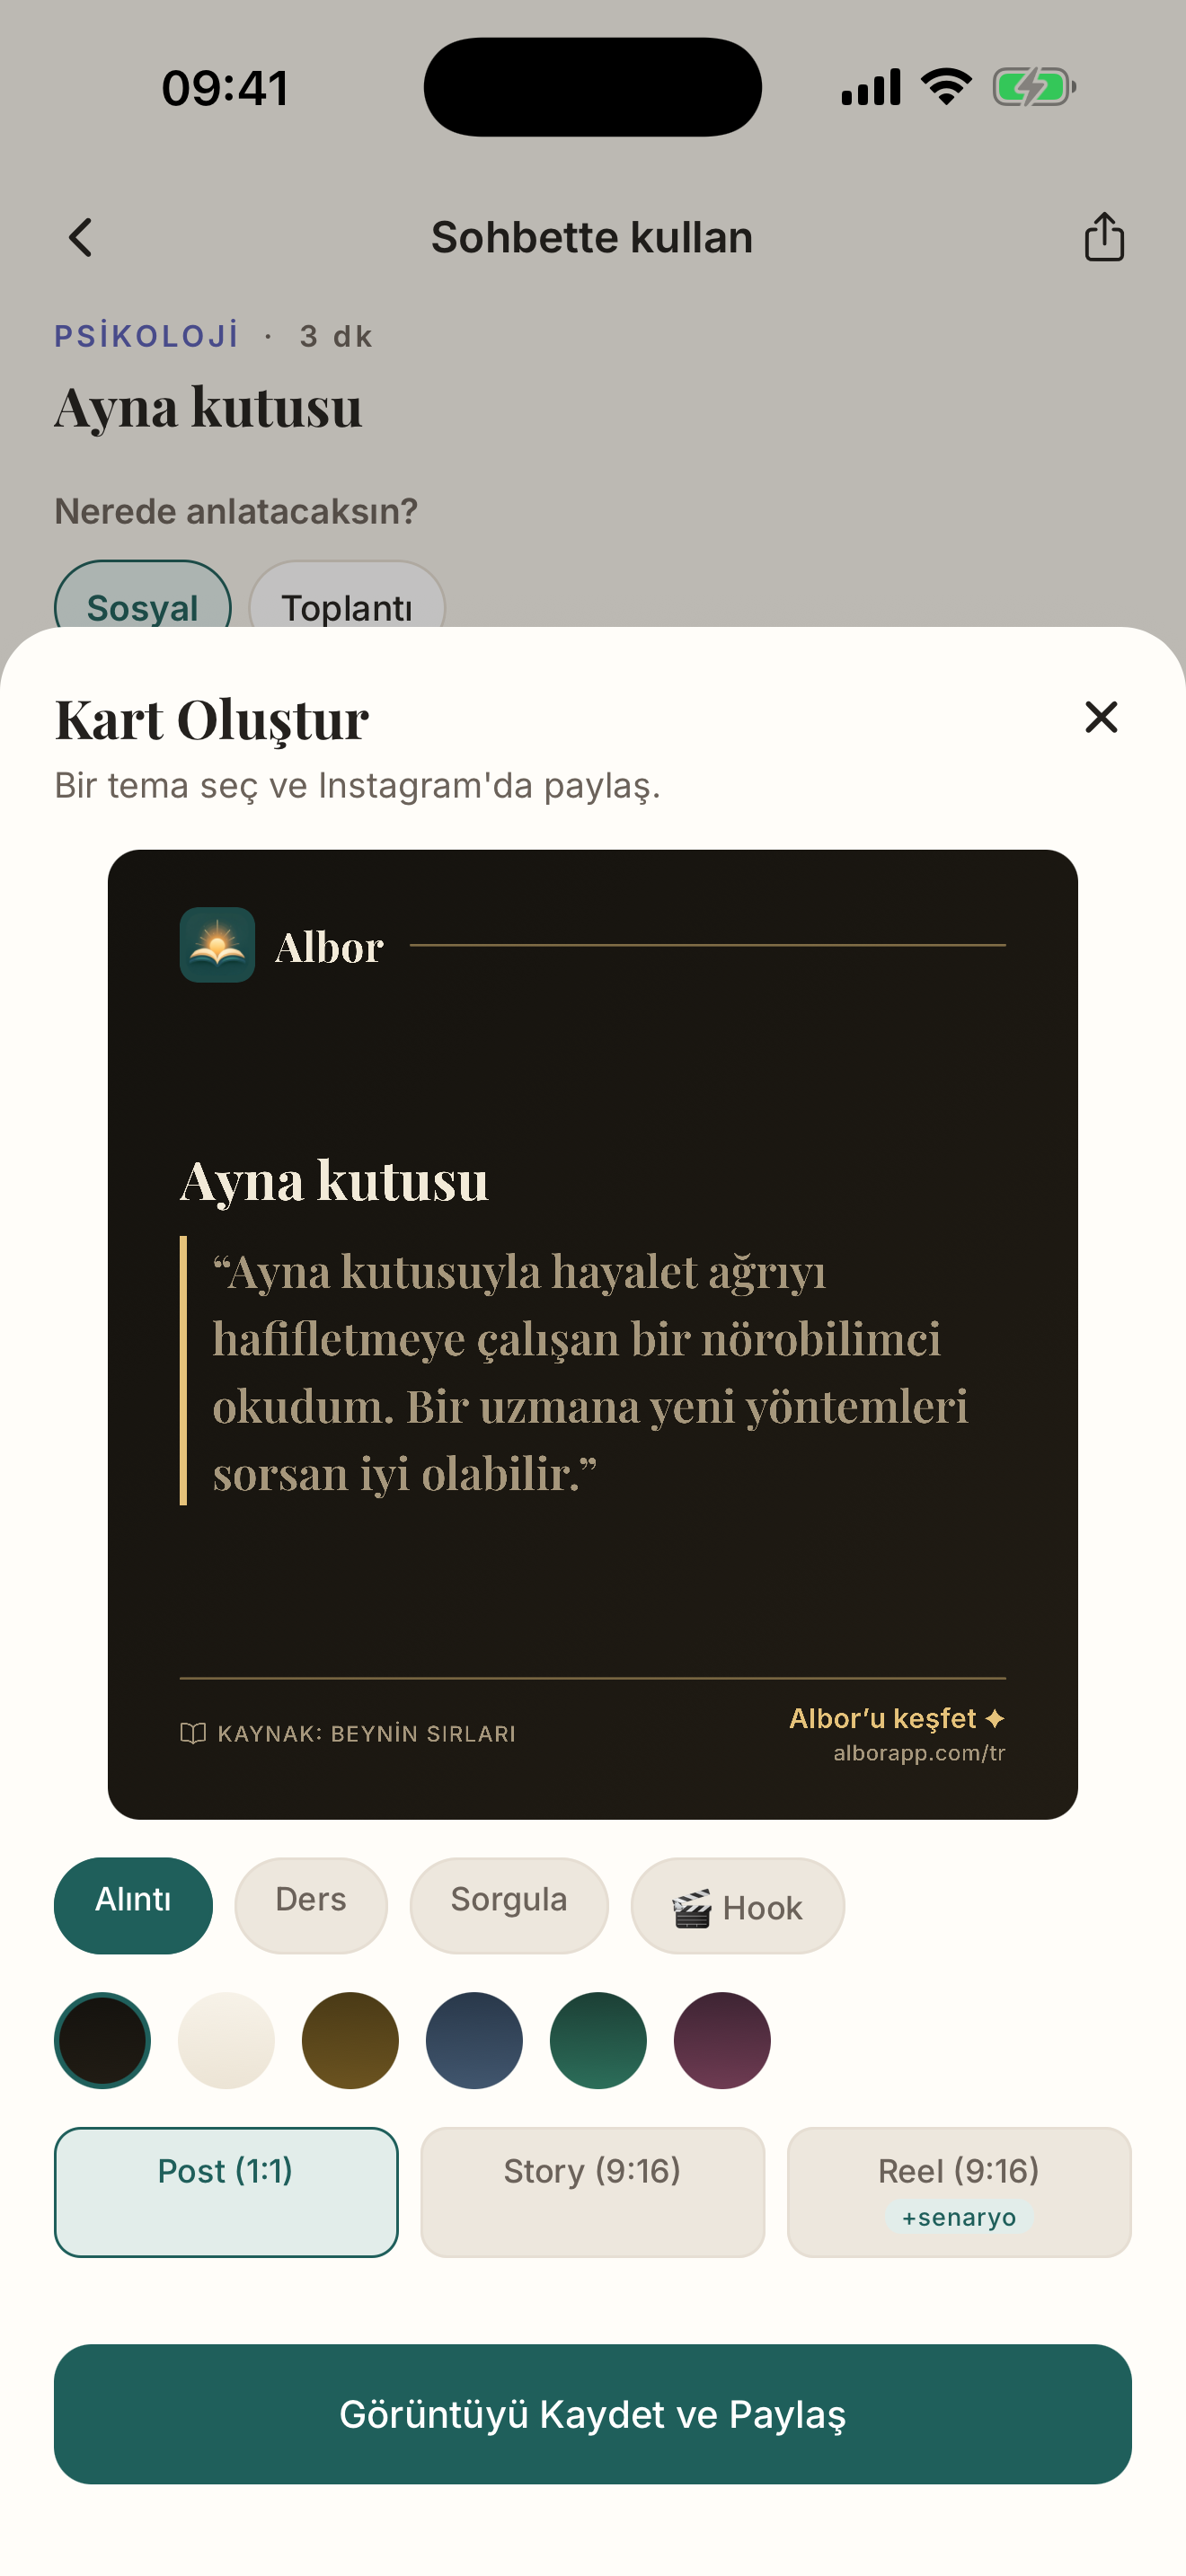 09:41
Sohbette kullan
PSİKOLOJİ · 3 dk
Ayna kutusu
Nerede anlatacaksın?
Sosyal Toplantı
Kart Oluştur
Bir tema seç ve Instagram'da paylaş.
Albor
Ayna kutusu
“Ayna kutusuyla hayalet ağrıyı
hafifletmeye çalışan bir nörobilimci
okudum. Bir uzmana yeni yöntemleri
sorsan iyi olabilir.”
KAYNAK: BEYNİN SIRLARI
Albor’u keşfet ✦
alborapp.com/tr
Alıntı Ders Sorgula 🎬 Hook
Post (1:1) Story (9:16) Reel (9:16)
+senaryo
Görüntüyü Kaydet ve Paylaş